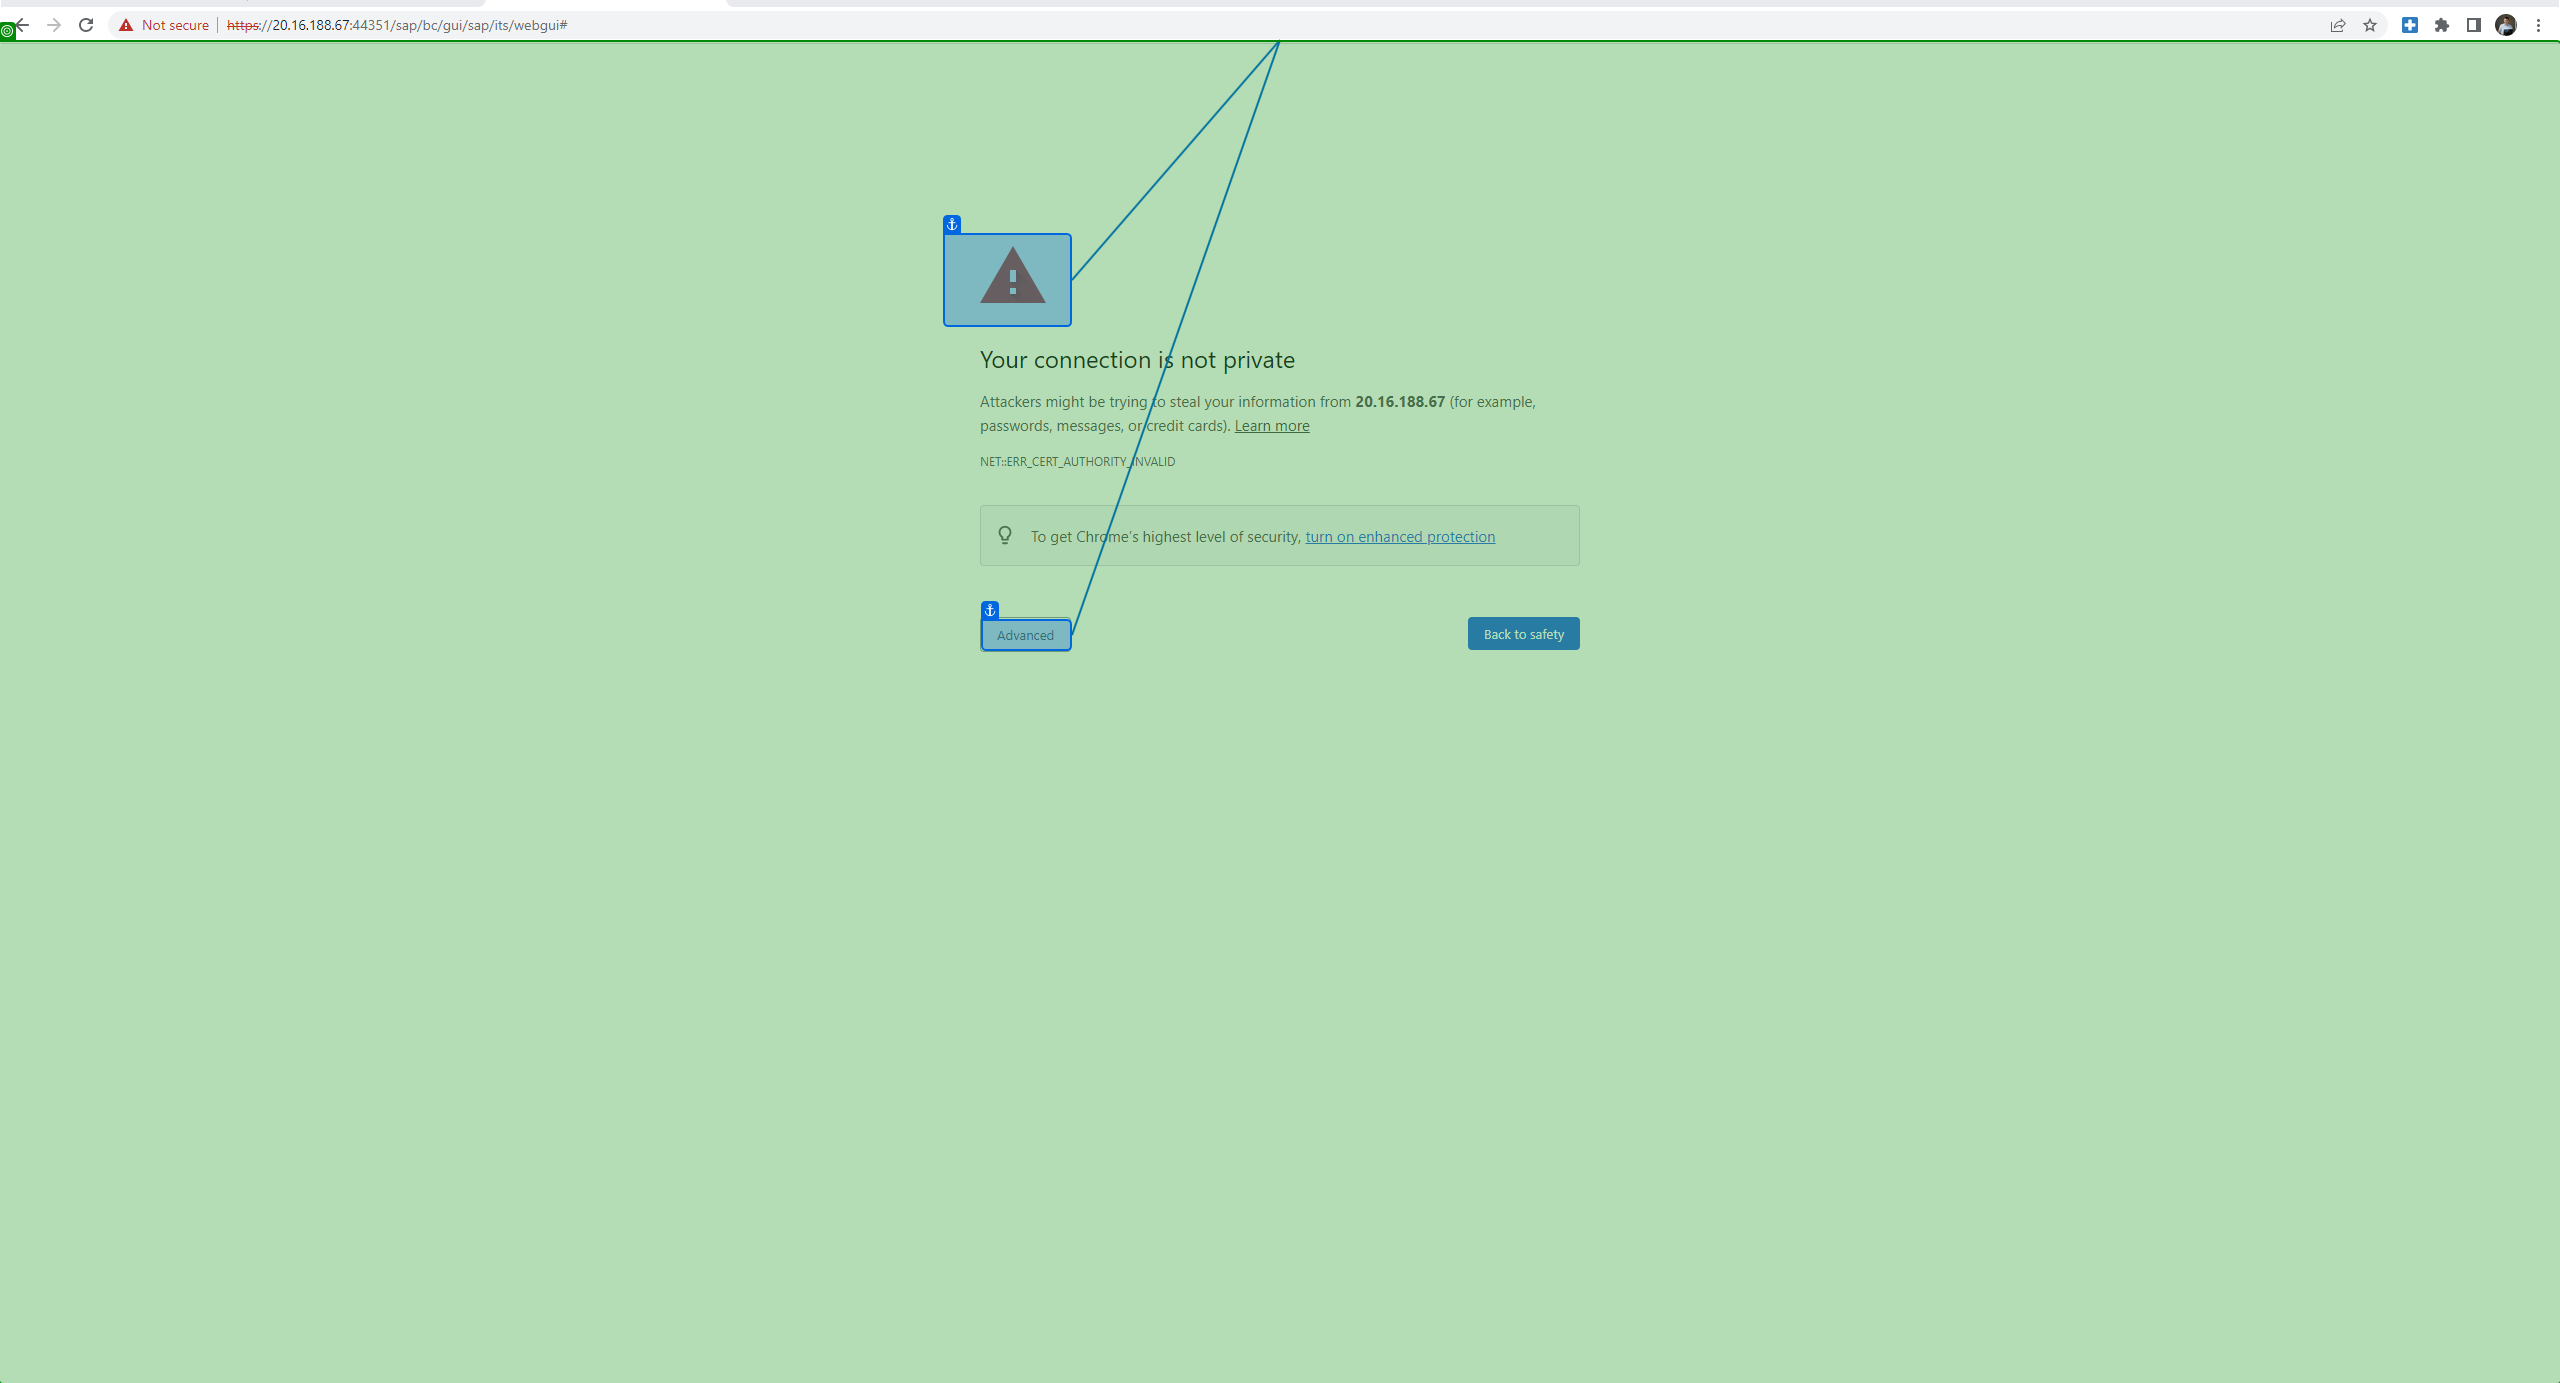 Not secure https://20.16.188.67:44351/sap/bc/gui/sap/its/webgui#
Your connection is not private
Attackers might be trying to steal your information from 20.16.188.67 (for example,
passwords, messages, or credit cards). Learn more
NET::ERR_CERT_AUTHORITY_INVALID
To get Chrome's highest level of security, turn on enhanced protection
Advanced
Back to safety